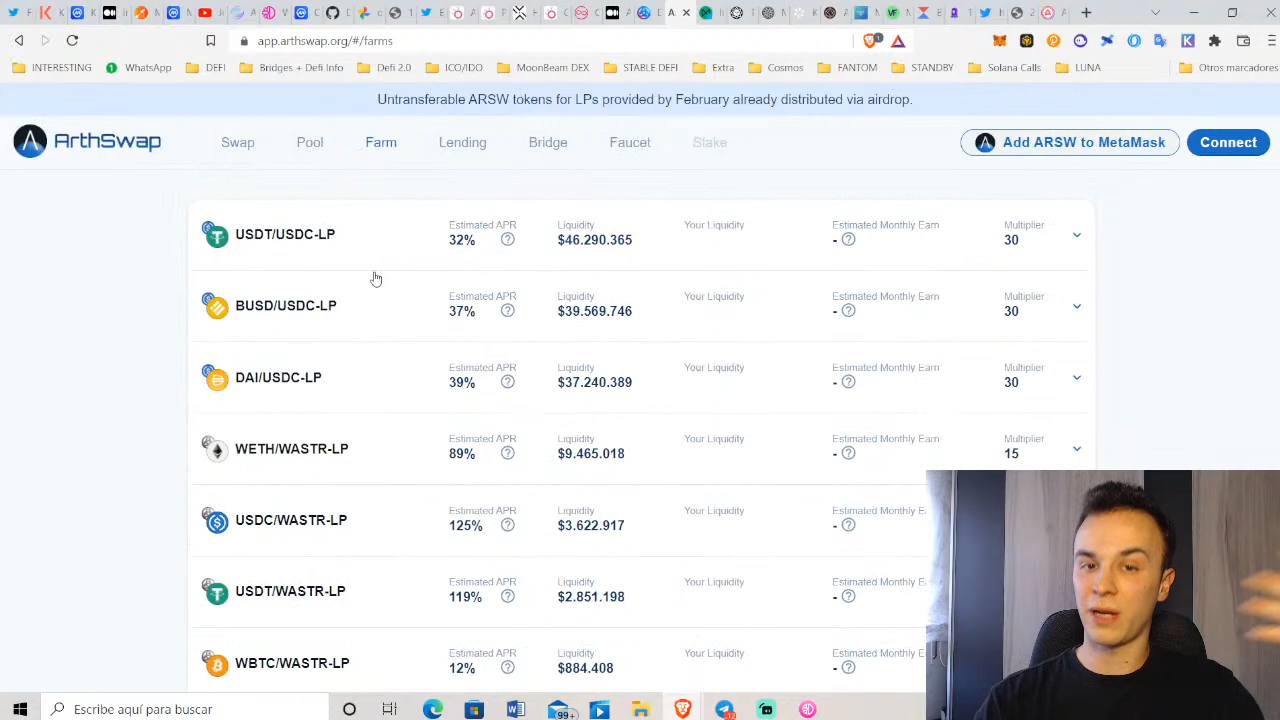 app.arthswap.org/#/farms
INTERESTING WhatsApp DEFI Bridges + Defi Info Defi 2.0 ICO/IDO MoonBeam DEX STABLE DEFI Extra Cosmos FANTOM STANDBY Solana Calls LUNA Otros marcadores
Untransferable ARSW tokens for LPs provided by February already distributed via airdrop.
ArthSwap Swap Pool Farm Lending Bridge Faucet Stake Add ARSW to MetaMask Connect
Estimated APR Liquidity Your Liquidity Estimated Monthly Earn Multiplier
USDT/USDC-LP 32% $46.290.365 - 30
Estimated APR Liquidity Your Liquidity Estimated Monthly Earn Multiplier
BUSD/USDC-LP 37% $39.569.746 - 30
Estimated APR Liquidity Your Liquidity Estimated Monthly Earn Multiplier
DAI/USDC-LP 39% $37.240.389 - 30
Estimated APR Liquidity Your Liquidity Estimated Monthly Earn Multiplier
WETH/WASTR-LP 89% $9.465.018 - 15
Estimated APR Liquidity Your Liquidity Estimated Monthly E
USDC/WASTR-LP 125% $3.622.917 -
Estimated APR Liquidity Your Liquidity Estimated Monthly E
USDT/WASTR-LP 119% $2.851.198 -
Estimated APR Liquidity Your Liquidity Estimated Monthly E
WBTC/WASTR-LP 12% $884.408 -
Escribe aquí para buscar 99+ 12